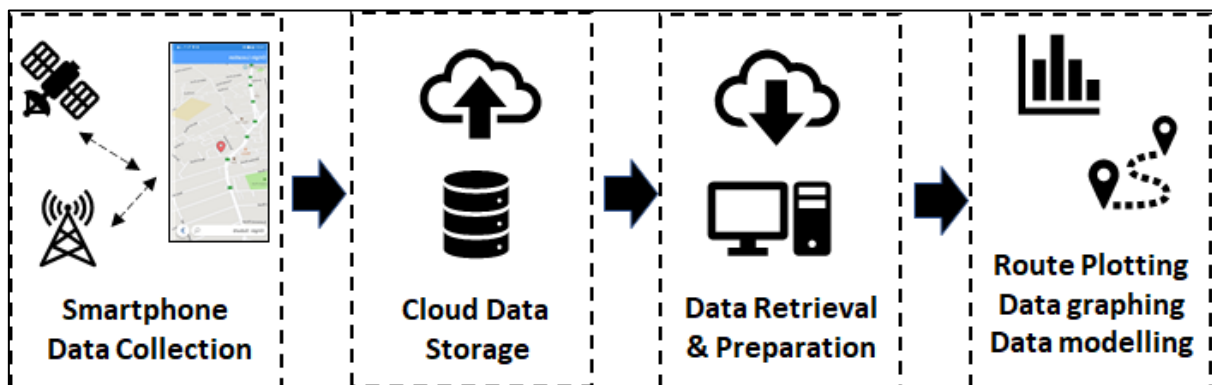 Smartphone
Data Collection
Cloud Data
Storage
Data Retrieval
& Preparation
Route Plotting
Data graphing
Data modelling